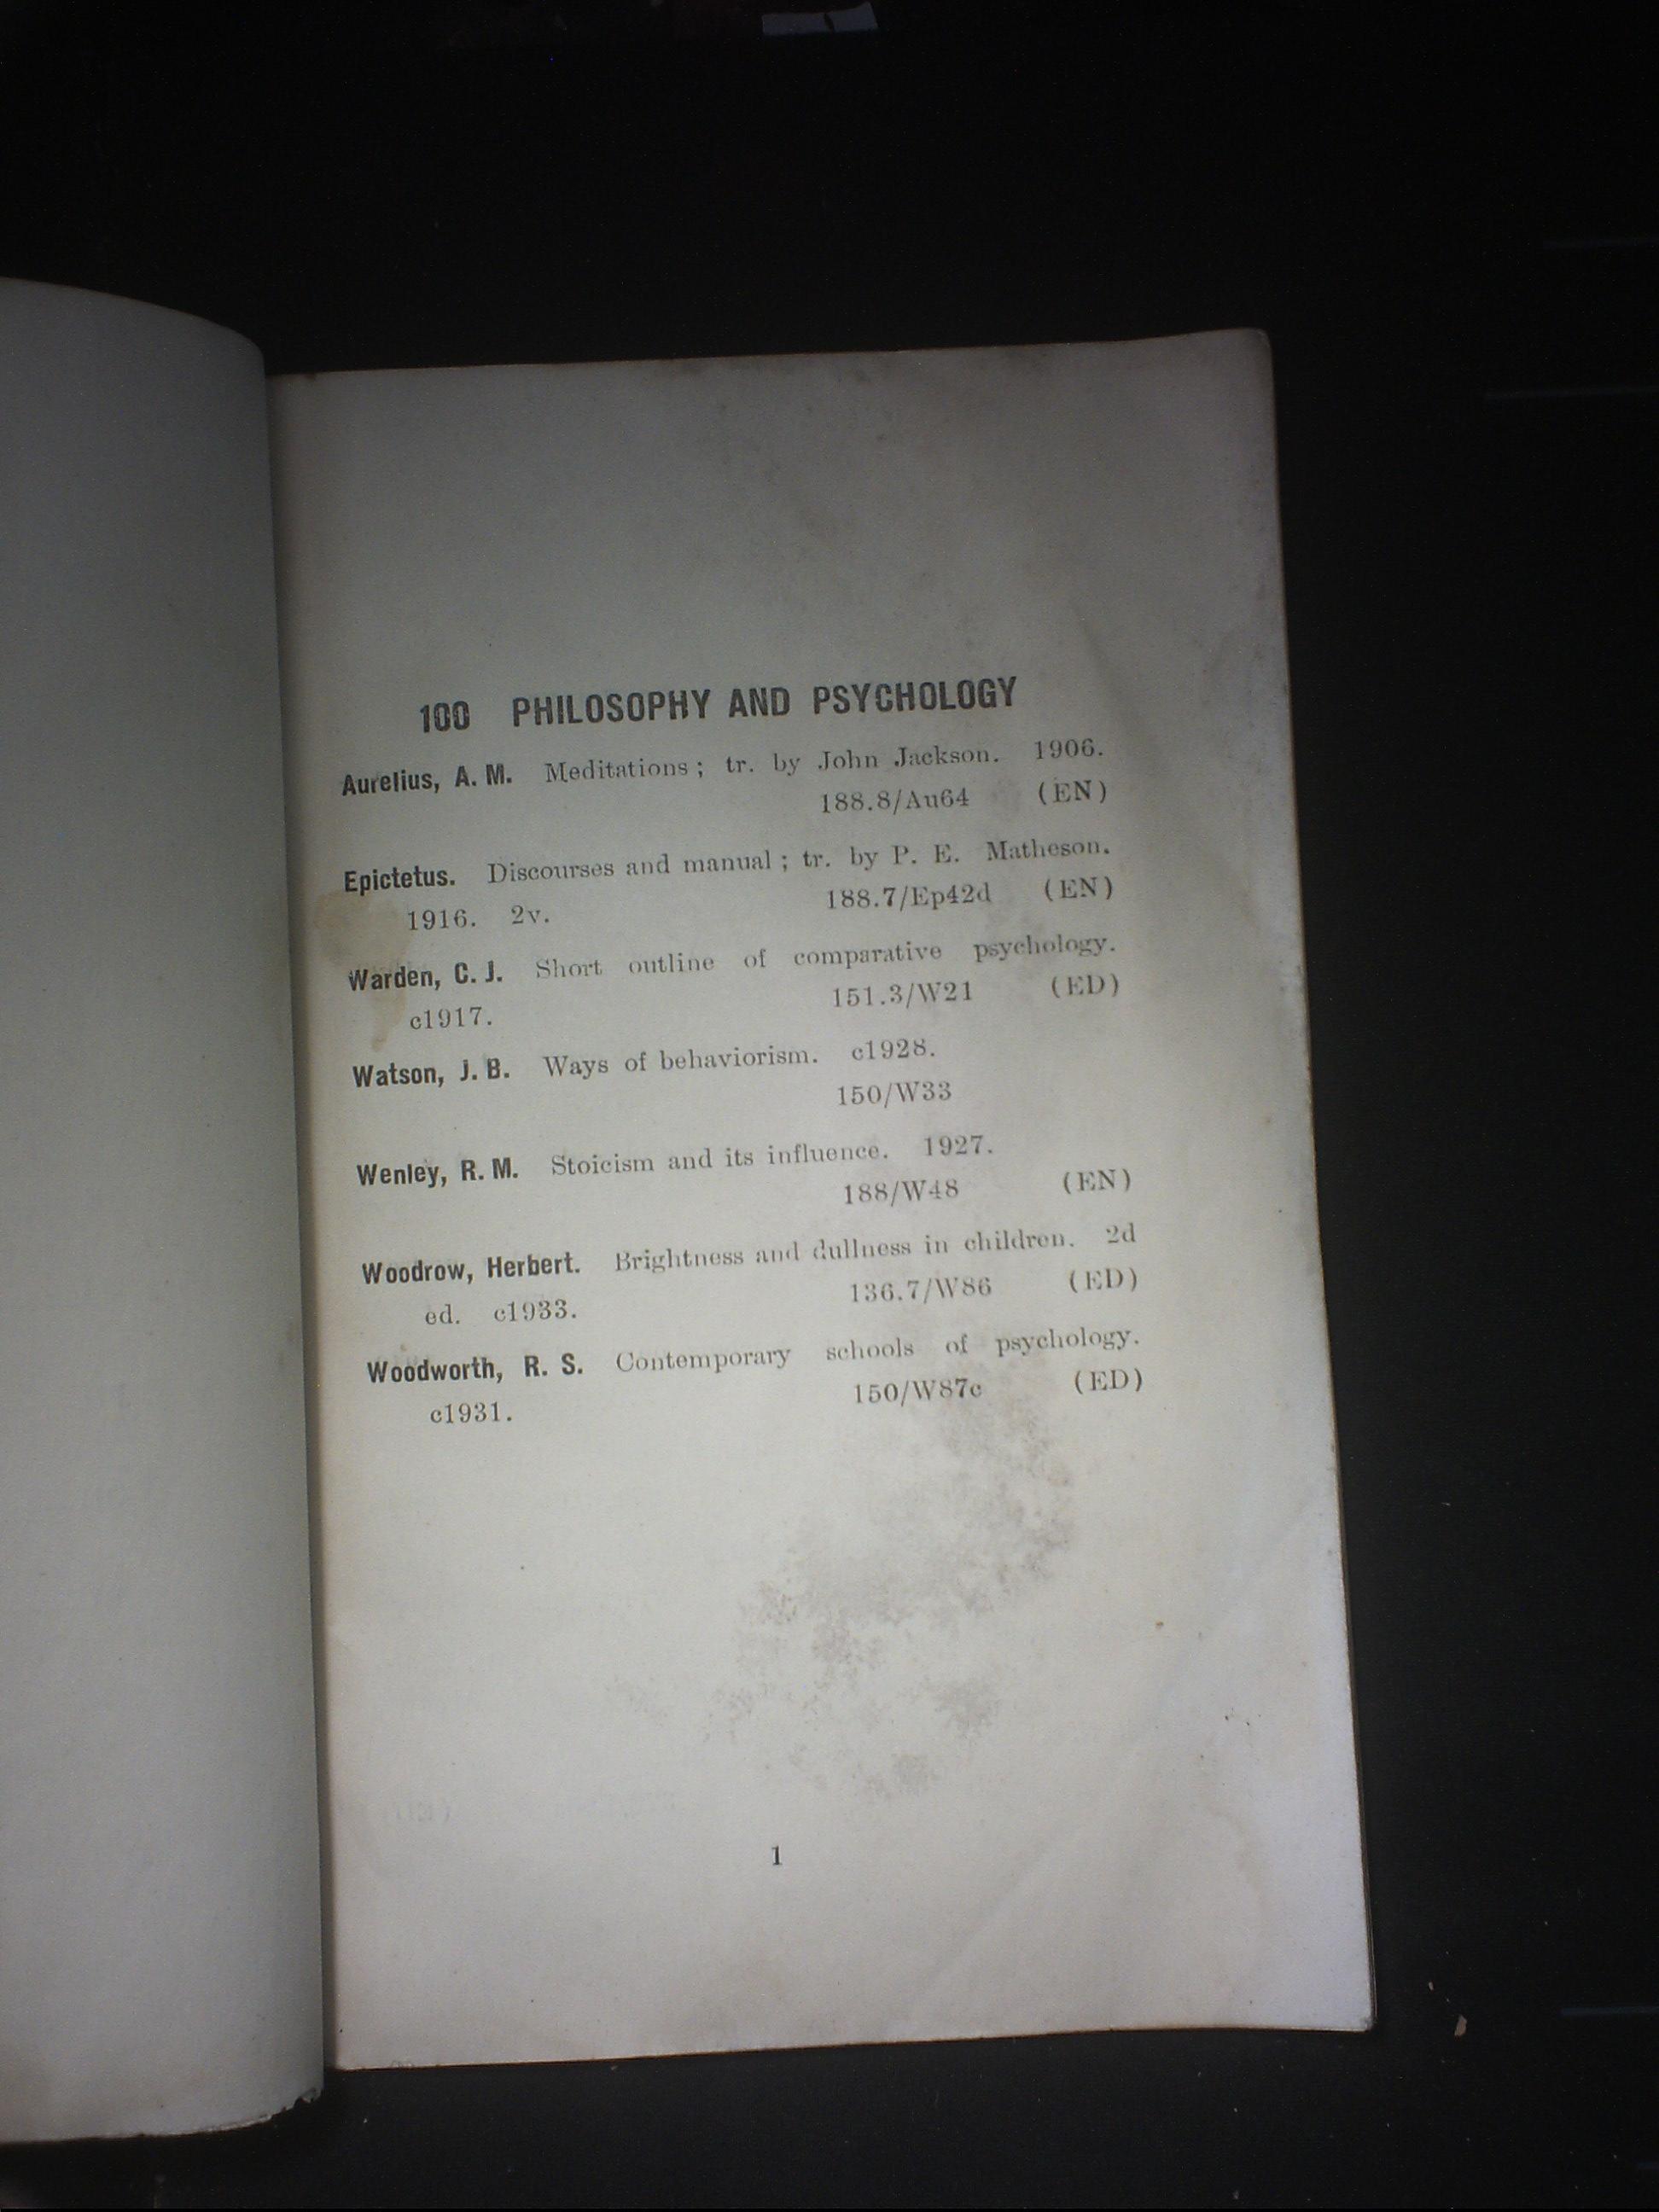 100 PHILOSOPHY AND PSYCHOLOGY
Aurelius, A. M. Meditations; tr. by John Jackson. 1906.
188.8/Au64 (EN)
Epictetus. Discourses and manual; tr. by P. E. Matheson.
1916. 2v. 188.7/Ep42d (EN)
Warden, C. J. Short outline of comparative psychology.
c1917. 151.3/W21 (ED)
Watson, J. B. Ways of behaviorism. c1928.
150/W33
Wenley, R. M. Stoicism and its influence. 1927.
188/W48 (EN)
Woodrow, Herbert. Brightness and dullness in children. 2d
ed. c1933. 136.7/W86 (ED)
Woodworth, R. S. Contemporary schools of psychology.
c1931. 150/W87c (ED)
1